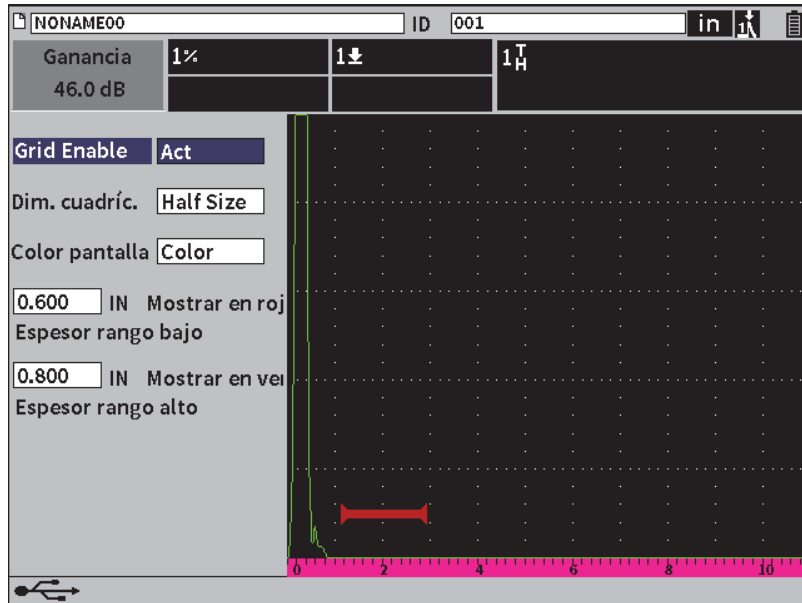 NONAME00 ID 001 in
Ganancia 1% 1 1TH
46.0 dB
Grid Enable Act
Dim. cuadríc. Half Size
Color pantalla Color
0.600 IN Mostrar en roj
Espesor rango bajo
0.800 IN Mostrar en ver
Espesor rango alto
0 2 4 6 8 10